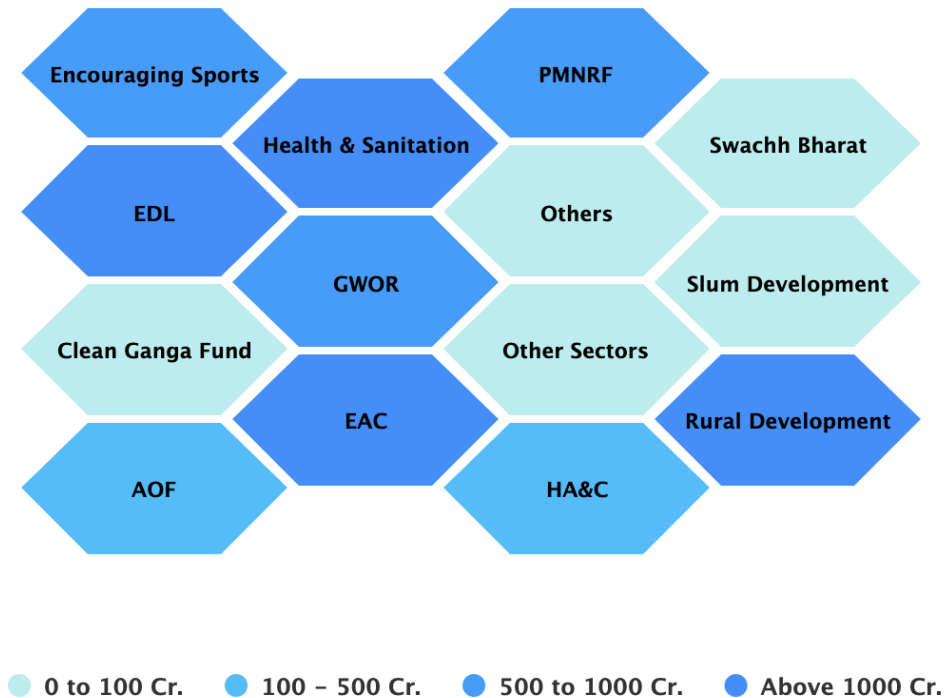 Encouraging Sports
PMNRF
Health & Sanitation
Swachh Bharat
EDL
Others
GWOR
Slum Development
Clean Ganga Fund
Other Sectors
EAC
Rural Development
AOF
HA&C
0 to 100 Cr.
100 – 500 Cr.
500 to 1000 Cr.
Above 1000 Cr.